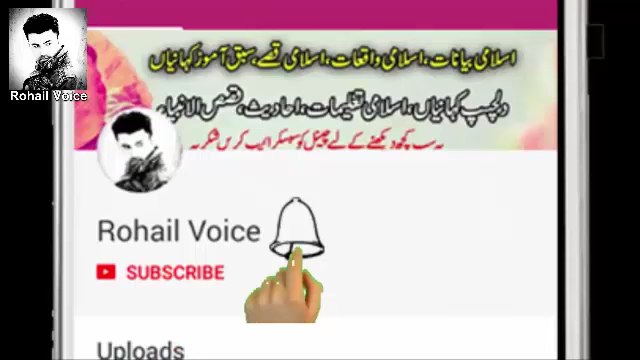 اسلامی بیانات، اسلامی واقعات، اسلامی قصے، سبق آموز کہانیاں
دلچسپ کہانیاں، اسلامی تعلیمات، احادیث، قصص الانبیاء
یہ سب کچھ دیکھنے کے لیے چینل کو سبسکرائب کریں شکریہ
Rohail Voice
Rohail Voice
SUBSCRIBE
Uploads